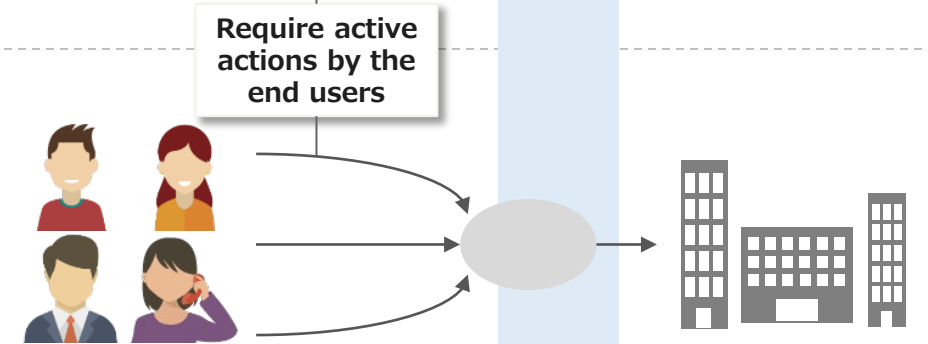 Require active
actions by the
end users